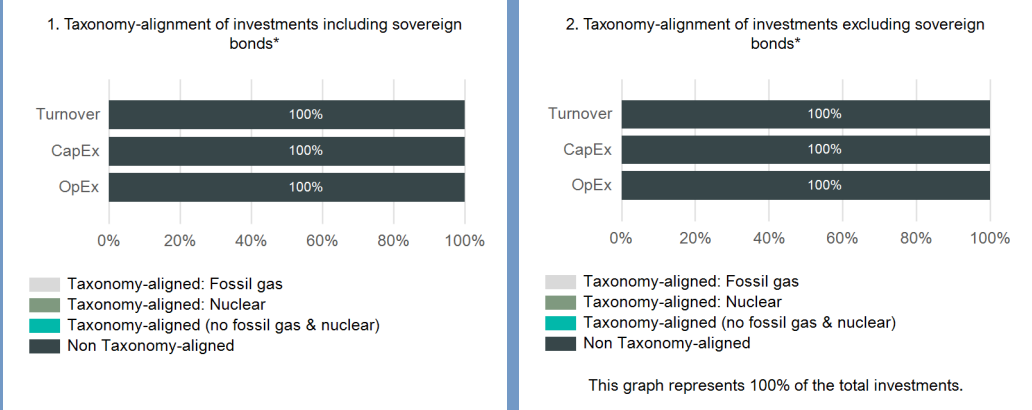 1. Taxonomy-alignment of investments including sovereign
bonds*
Turnover
100%
CapEx
100%
OpEx
100%
0% 20% 40% 60% 80% 100%
Taxonomy-aligned: Fossil gas
Taxonomy-aligned: Nuclear
Taxonomy-aligned (no fossil gas & nuclear)
Non Taxonomy-aligned
2. Taxonomy-alignment of investments excluding sovereign
bonds*
Turnover
100%
CapEx
100%
OpEx
100%
0% 20% 40% 60% 80% 100%
Taxonomy-aligned: Fossil gas
Taxonomy-aligned: Nuclear
Taxonomy-aligned (no fossil gas & nuclear)
Non Taxonomy-aligned
This graph represents 100% of the total investments.